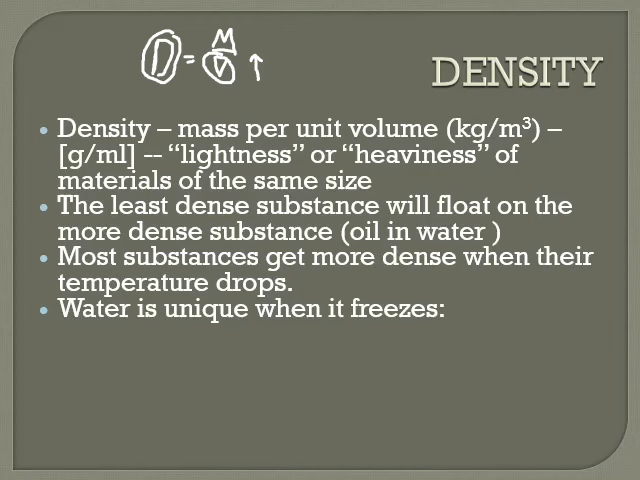 D = M
V ↑
DENSITY
• Density – mass per unit volume (kg/m³) –
[g/ml] -- “lightness” or “heaviness” of
materials of the same size
• The least dense substance will float on the
more dense substance (oil in water )
• Most substances get more dense when their
temperature drops.
• Water is unique when it freezes: